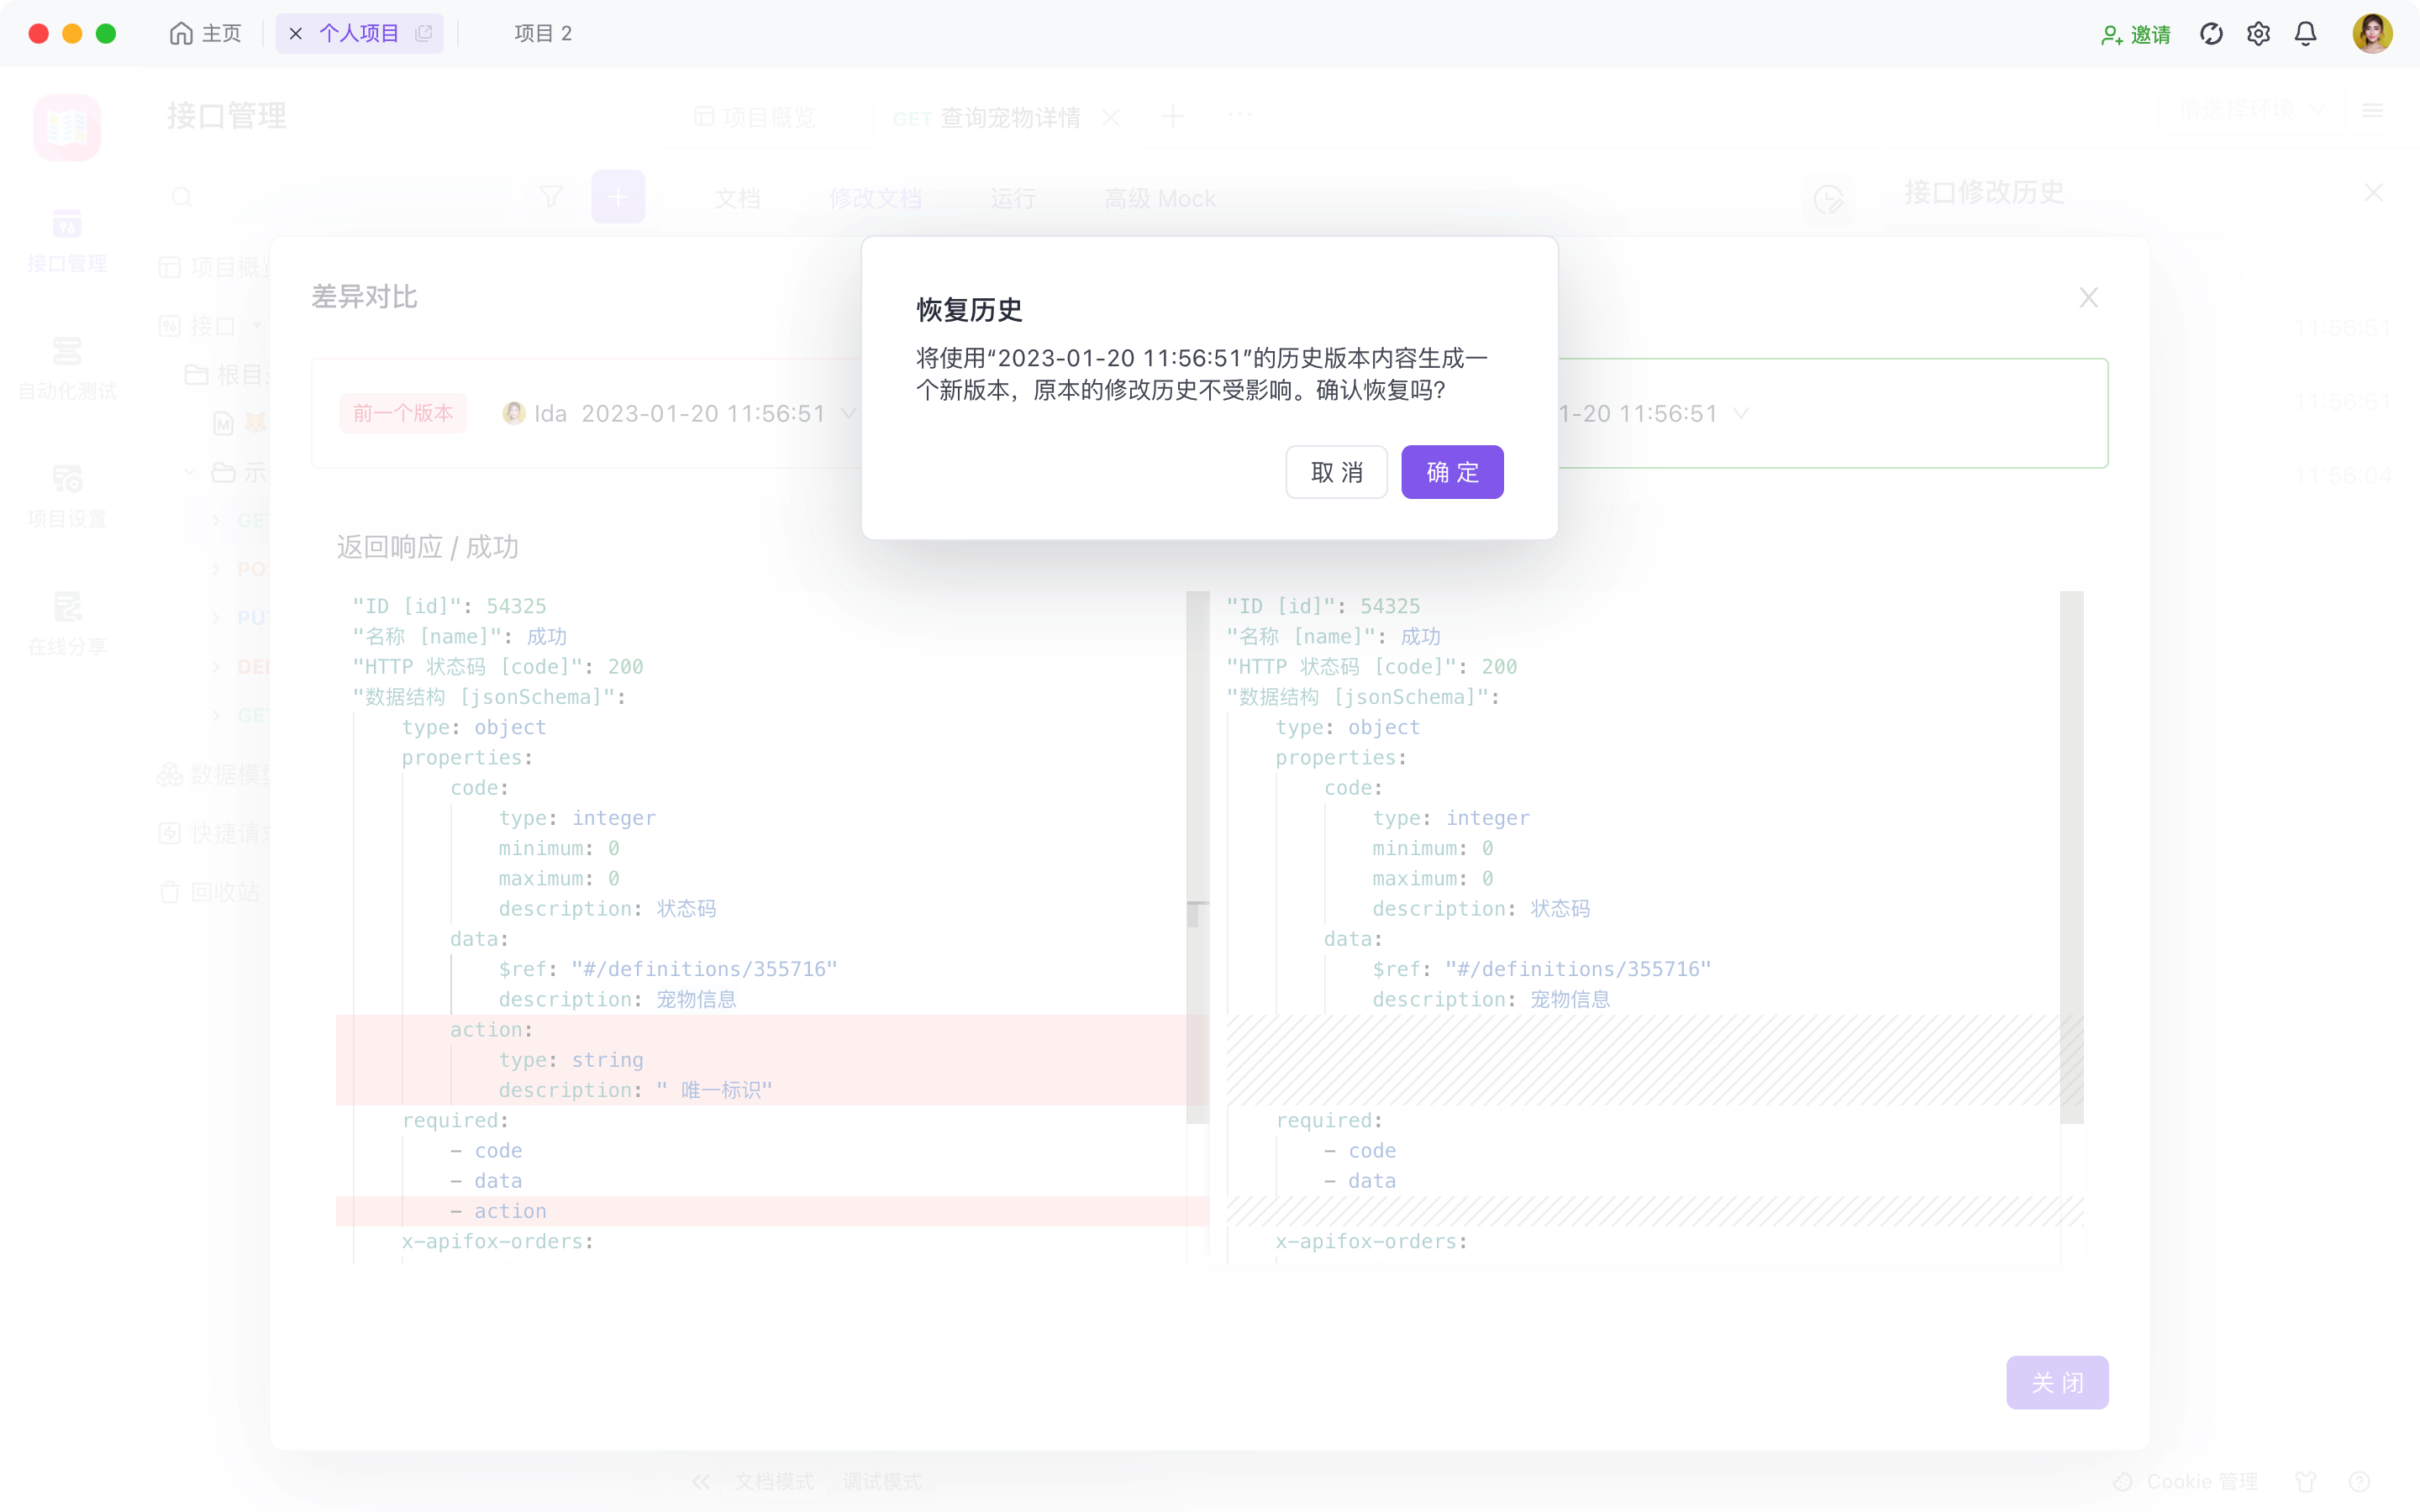 主页
个人项目
项目 2
邀请
接口管理
项目概览
GET 查询宠物详情
请选择环境
文档
修改文档
运行
高级 Mock
接口修改历史
接口管理
自动化测试
项目设置
在线分享
项目概览
接口
根目
示
GET
PO
PUT
DEL
GET
数据模型
快捷请求
回收站
11:56:51
11:56:51
11:56:04
差异对比
前一个版本
Ida 2023-01-20 11:56:51
1-20 11:56:51
恢复历史
将使用“2023-01-20 11:56:51”的历史版本内容生成一
个新版本，原本的修改历史不受影响。确认恢复吗?
取 消
确 定
返回响应 / 成功
"ID [id]": 54325
"名称 [name]": 成功
"HTTP 状态码 [code]": 200
"数据结构 [jsonSchema]":
type: object
properties:
code:
type: integer
minimum: 0
maximum: 0
description: 状态码
data:
$ref: "#/definitions/355716"
description: 宠物信息
action:
type: string
description: " 唯一标识"
required:
- code
- data
- action
x-apifox-orders:
"ID [id]": 54325
"名称 [name]": 成功
"HTTP 状态码 [code]": 200
"数据结构 [jsonSchema]":
type: object
properties:
code:
type: integer
minimum: 0
maximum: 0
description: 状态码
data:
$ref: "#/definitions/355716"
description: 宠物信息
required:
- code
- data
x-apifox-orders:
关 闭
文档模式
调试模式
Cookie 管理